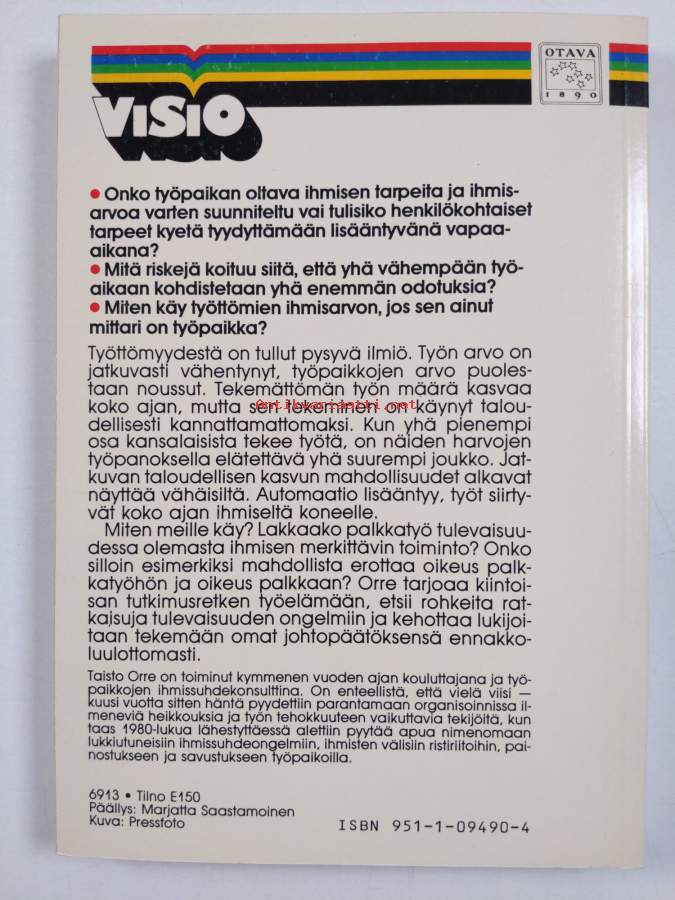 OTAVA
1890
VISIO
• Onko työpaikan oltava ihmisen tarpeita ja ihmis-
arvoa varten suunniteltu vai tulisiko henkilökohtaiset
tarpeet kyetä tyydyttämään lisääntyvänä vapaa-
aikana?
• Mitä riskejä koituu siitä, että yhä vähempään työ-
aikaan kohdistetaan yhä enemmän odotuksia?
• Miten käy työttömien ihmisarvon, jos sen ainut
mittari on työpaikka?
Työttömyydestä on tullut pysyvä ilmiö. Työn arvo on
jatkuvasti vähentynyt, työpaikkojen arvo puoles-
taan noussut. Tekemättömän työn määrä kasvaa
koko ajan, mutta sen tekeminen on käynyt talou-
Antikvariaatti.net
dellisesti kannattamattomaksi. Kun yhä pienempi
osa kansalaisista tekee työtä, on näiden harvojen
työpanoksella elätettävä yhä suurempi joukko. Jat-
kuvan taloudellisen kasvun mahdollisuudet alkavat
näyttää vähäisiltä. Automaatio lisääntyy, työt siirty-
vät koko ajan ihmiseltä koneelle.
Miten meille käy? Lakkaako palkkatyö tulevaisuu-
dessa olemasta ihmisen merkittävin toiminto? Onko
silloin esimerkiksi mahdollista erottaa oikeus palk-
katyöhön ja oikeus palkkaan? Orre tarjoaa kiintoi-
san tutkimusretken työelämään, etsii rohkeita rat-
kaisuja tulevaisuuden ongelmiin ja kehottaa lukijoi-
taan tekemään omat johtopäätöksensä ennakko-
luulottomasti.
Taisto Orre on toiminut kymmenen vuoden ajan kouluttajana ja työ-
paikkojen ihmissuhdekonsulttina. On enteellistä, että vielä viisi —
kuusi vuotta sitten häntä pyydettiin parantamaan organisoinnissa il-
meneviä heikkouksia ja työn tehokkuuteen vaikuttavia tekijöitä, kun
taas 1980-lukua lähestyttäessä alettiin pyytää apua nimenomaan
lukkiutuneisiin ihmissuhdeongelmiin, ihmisten välisiin ristiriitoihin, pai-
nostukseen ja savustukseen työpaikoilla.
6913 • Tilno E150
Päällys: Marjatta Saastamoinen
Kuva: Pressfoto
ISBN 951-1-09490-4